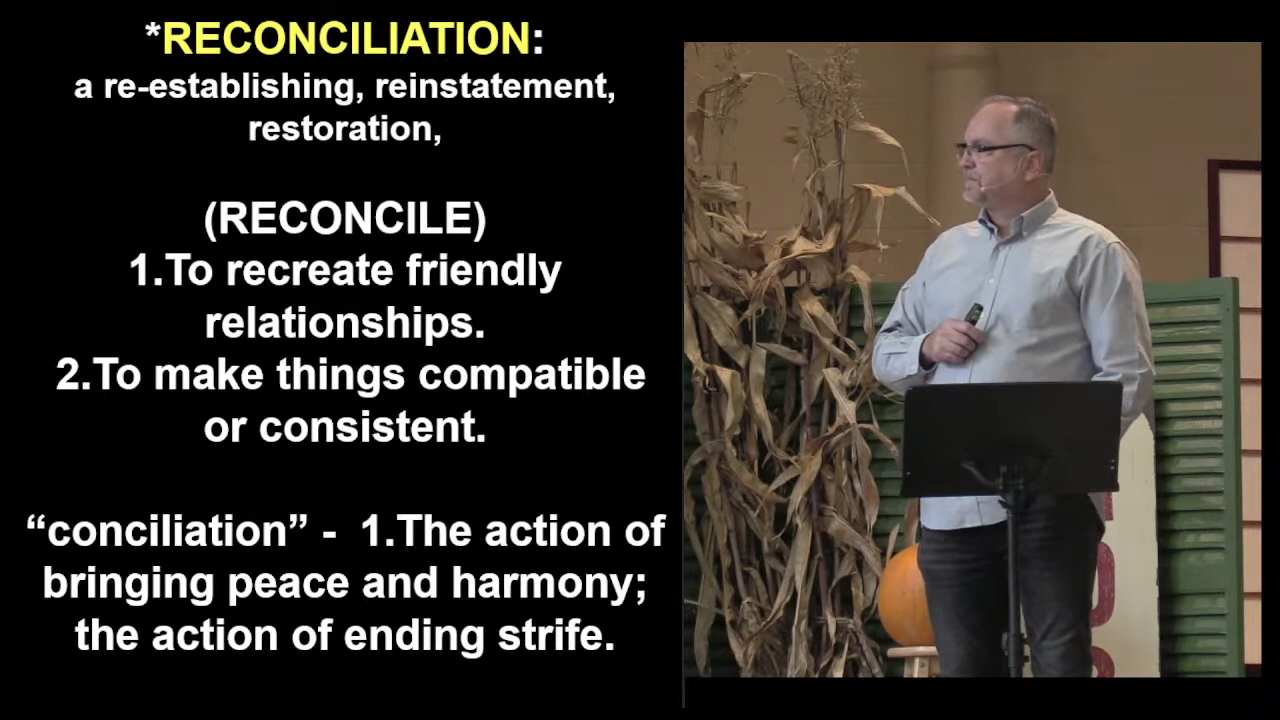 *RECONCILIATION:
a re-establishing, reinstatement,
restoration,
(RECONCILE)
1.To recreate friendly
relationships.
2.To make things compatible
or consistent.
“conciliation” - 1.The action of
bringing peace and harmony;
the action of ending strife.